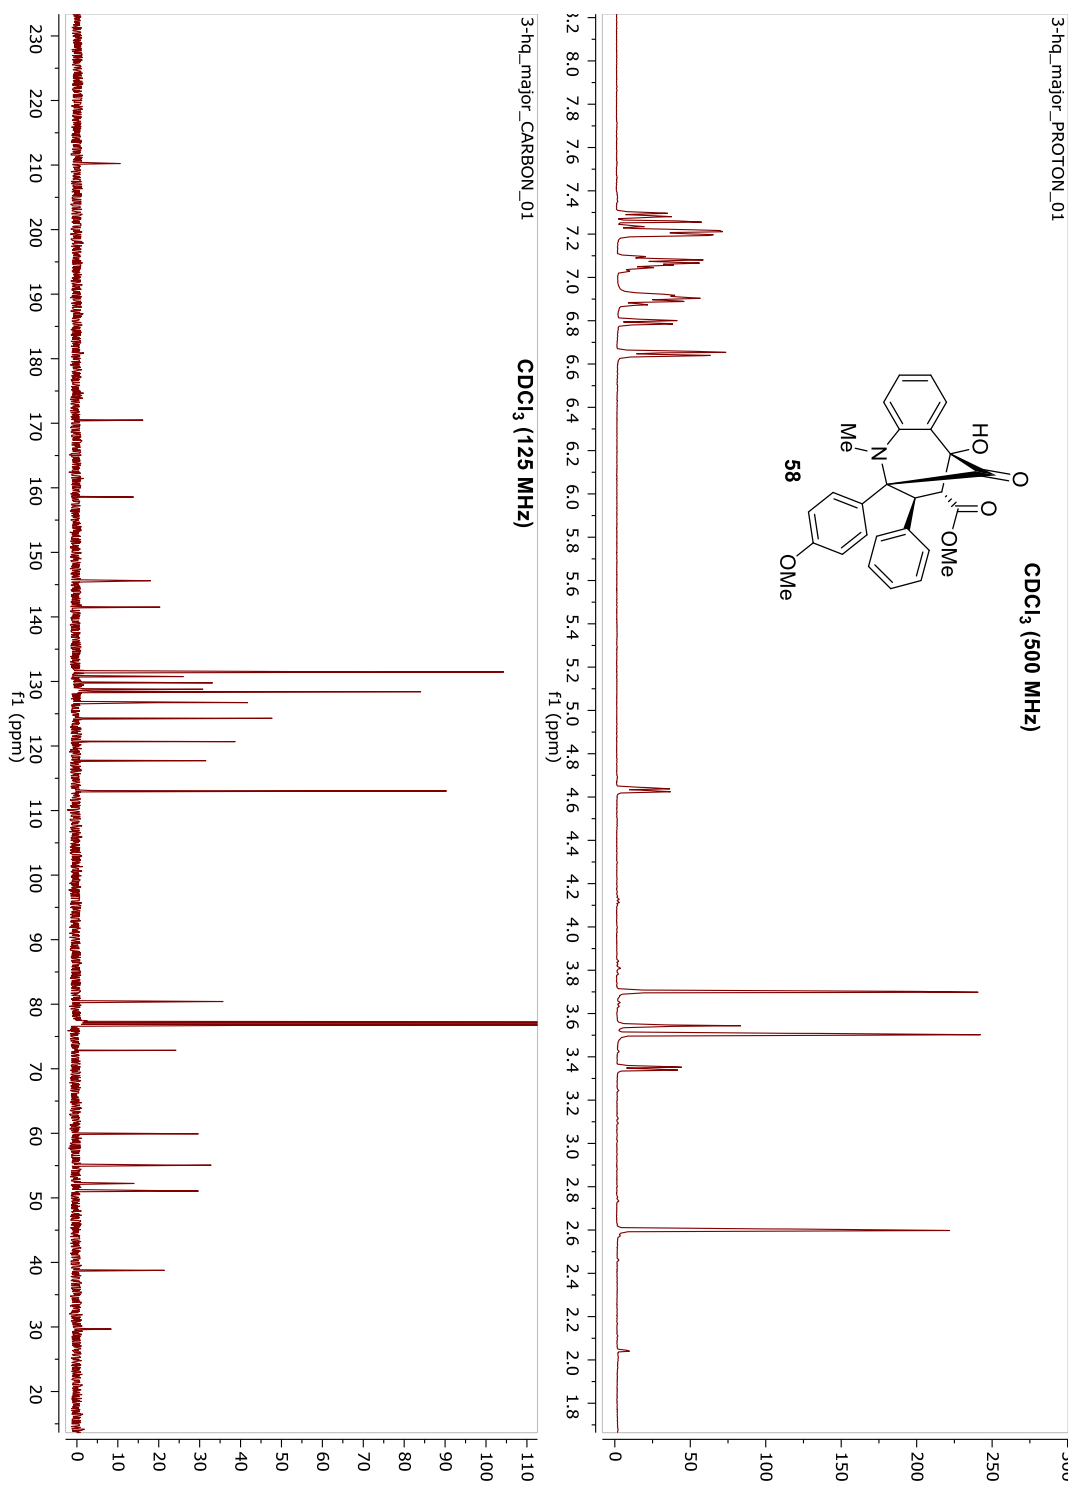 3-hq_major_PROTON_01
CDCl3 (500 MHz)
HO
O
O
OMe
N
Me
OMe
58
8.0 7.8 7.6 7.4 7.2 7.0 6.8 6.6 6.4 6.2 6.0 5.8 5.6 5.4 5.2 5.0 4.8 4.6 4.4 4.2 4.0 3.8 3.6 3.4 3.2 3.0 2.8 2.6 2.4 2.2 2.0 1.8
f1 (ppm)
0 50 100 150 200 250
3-hq_major_CARBON_01
CDCl3 (125 MHz)
230 220 210 200 190 180 170 160 150 140 130 120 110 100 90 80 70 60 50 40 30 20
f1 (ppm)
0 10 20 30 40 50 60 70 80 90 100 110